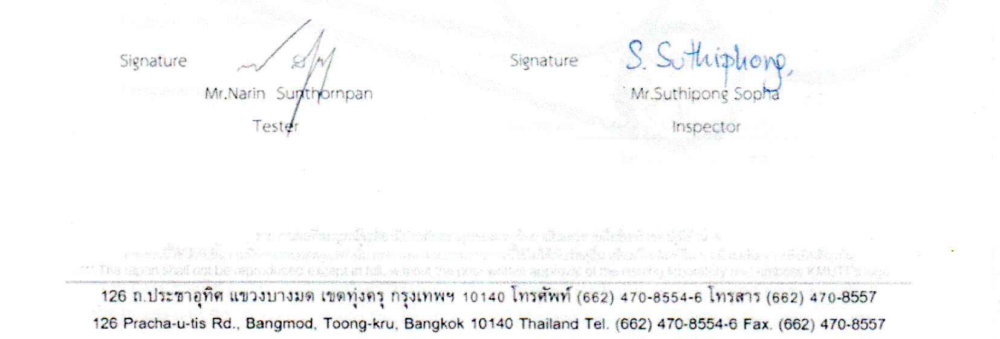 Signature Signature S. Suthiphong,
Mr.Narin Sunthornpan Mr.Suthipong Sopha
Tester Inspector
The report shall not be reproduced except in full, without the prior written approval of the issuing laboratory and emboss KMUTT's logo
126 ถ.ประชาอุทิศ แขวงบางมด เขตทุ่งครุ กรุงเทพฯ 10140 โทรศัพท์ (662) 470-8554-6 โทรสาร (662) 470-8557
126 Pracha-u-tis Rd., Bangmod, Toong-kru, Bangkok 10140 Thailand Tel. (662) 470-8554-6 Fax. (662) 470-8557